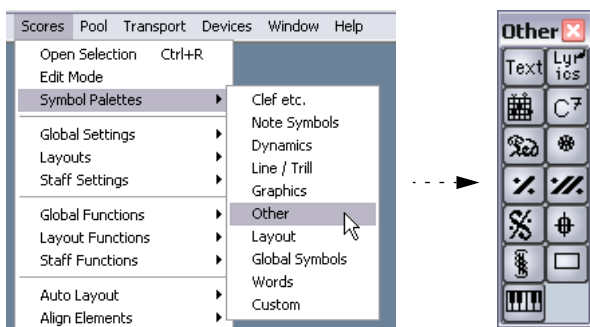 Scores Pool Transport Devices Window Help
Open Selection Ctrl+R
Edit Mode
Symbol Palettes
Global Settings
Layouts
Staff Settings
Global Functions
Layout Functions
Staff Functions
Auto Layout
Align Elements
Clef etc.
Note Symbols
Dynamics
Line / Trill
Graphics
Other
Layout
Global Symbols
Words
Custom
Other
Text Lyr
ics
C7
Ped